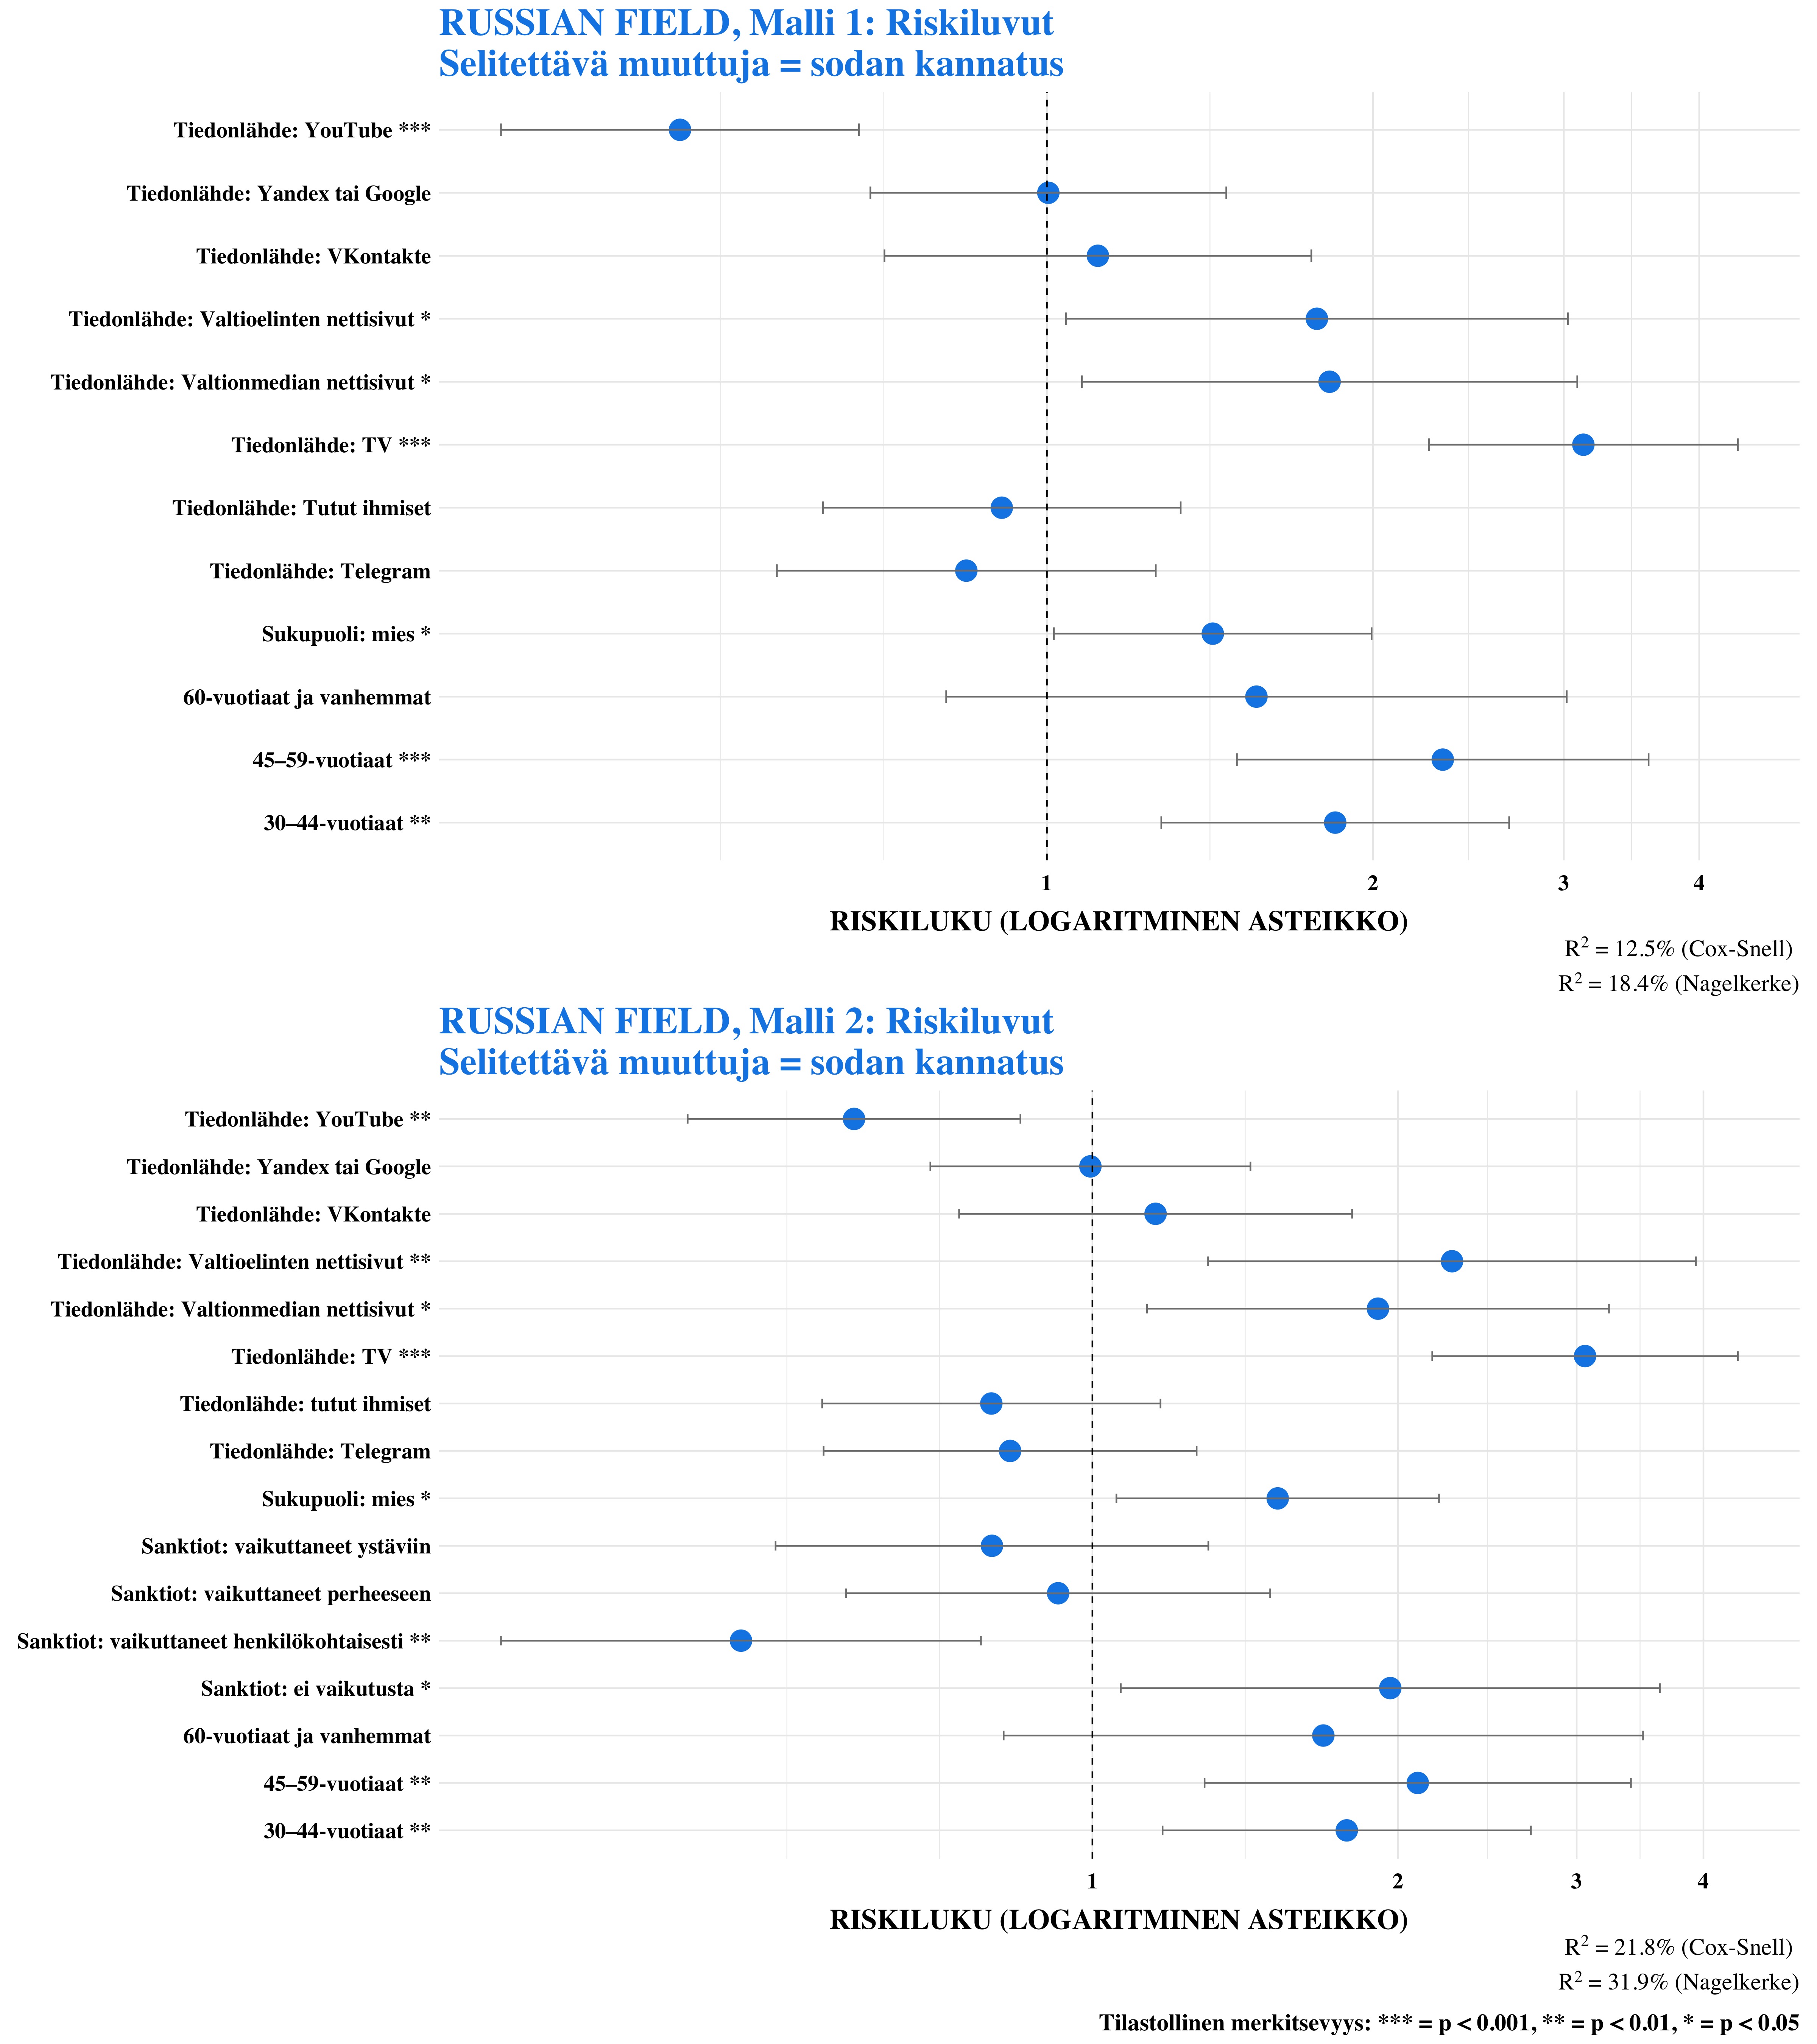 RUSSIAN FIELD, Malli 1: Riskiluvut
Selitettävä muuttuja = sodan kannatus
Tiedonlähde: YouTube ***
Tiedonlähde: Yandex tai Google
Tiedonlähde: VKontakte
Tiedonlähde: Valtioelinten nettisivut *
Tiedonlähde: Valtionmedian nettisivut *
Tiedonlähde: TV ***
Tiedonlähde: Tutut ihmiset
Tiedonlähde: Telegram
Sukupuoli: mies *
60-vuotiaat ja vanhemmat
45–59-vuotiaat ***
30–44-vuotiaat **
1 2 3 4
RISKILUKU (LOGARITMINEN ASTEIKKO)
R² = 12.5% (Cox-Snell)
R² = 18.4% (Nagelkerke)
RUSSIAN FIELD, Malli 2: Riskiluvut
Selitettävä muuttuja = sodan kannatus
Tiedonlähde: YouTube **
Tiedonlähde: Yandex tai Google
Tiedonlähde: VKontakte
Tiedonlähde: Valtioelinten nettisivut **
Tiedonlähde: Valtionmedian nettisivut *
Tiedonlähde: TV ***
Tiedonlähde: tutut ihmiset
Tiedonlähde: Telegram
Sukupuoli: mies *
Sanktiot: vaikuttaneet ystäviin
Sanktiot: vaikuttaneet perheeseen
Sanktiot: vaikuttaneet henkilökohtaisesti **
Sanktiot: ei vaikutusta *
60-vuotiaat ja vanhemmat
45–59-vuotiaat **
30–44-vuotiaat **
1 2 3 4
RISKILUKU (LOGARITMINEN ASTEIKKO)
R² = 21.8% (Cox-Snell)
R² = 31.9% (Nagelkerke)
Tilastollinen merkitsevyys: *** = p < 0.001, ** = p < 0.01, * = p < 0.05